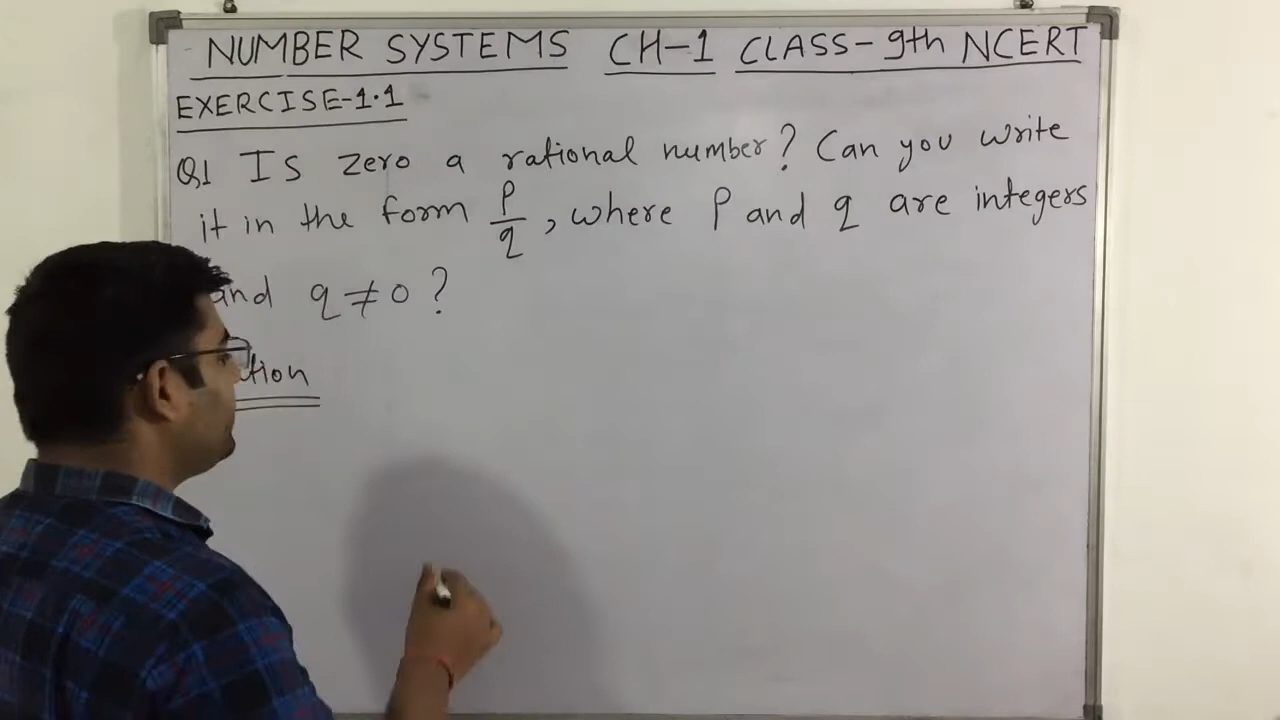 NUMBER SYSTEMS CH-1 CLASS-9th NCERT
EXERCISE-1.1
Q1 Is zero a rational number? Can you write
it in the form p/q, where p and q are integers
and q ≠ 0 ?